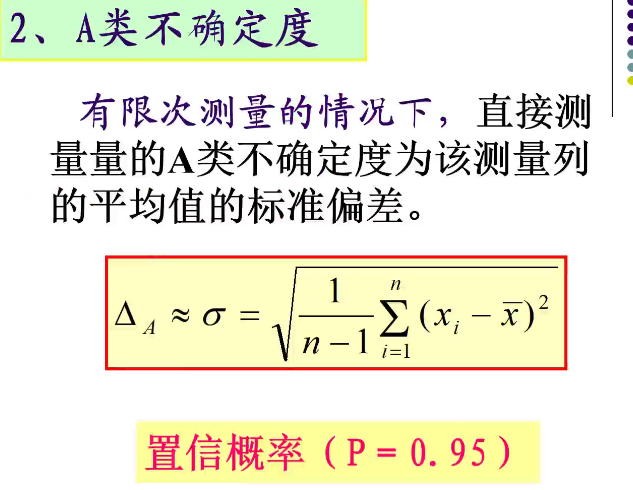 2、A类不确定度
有限次测量的情况下，直接测
量量的A类不确定度为该测量列
的平均值的标准偏差。
Δ_A ≈ σ = √(1/(n−1) ∑_{i=1}^{n} (x_i − x̄)²)
置信概率（P = 0.95）